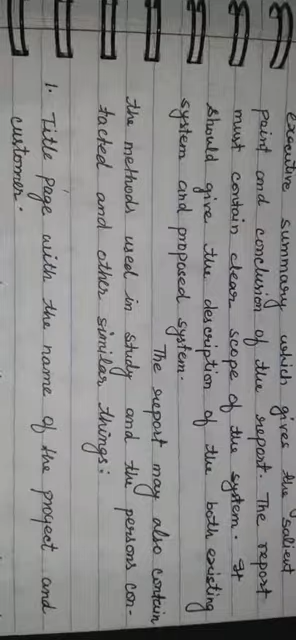 executive summary which gives the salient
point and conclusion of the report. The report
must contain clear scope of the system. It
should give the description of the both existing
system and proposed system.
The report may also contain
the methods used in study and the persons con-
tacted and other similar things:
1. Title page with the name of the project and
customer.